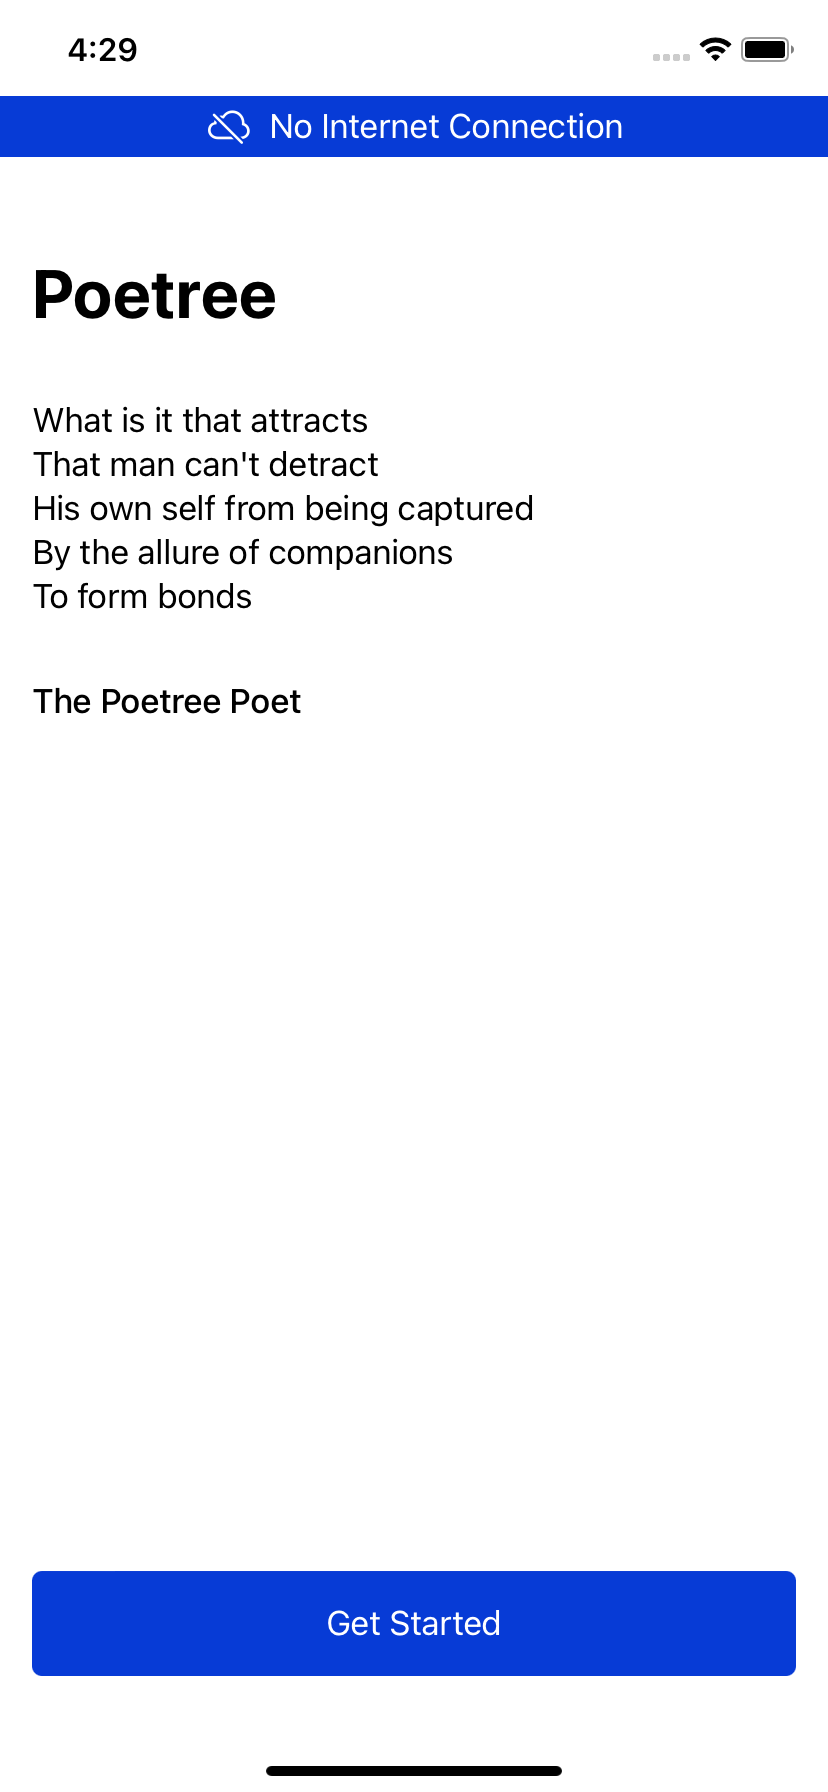 4:29
No Internet Connection
Poetree
What is it that attracts
That man can't detract
His own self from being captured
By the allure of companions
To form bonds
The Poetree Poet
Get Started